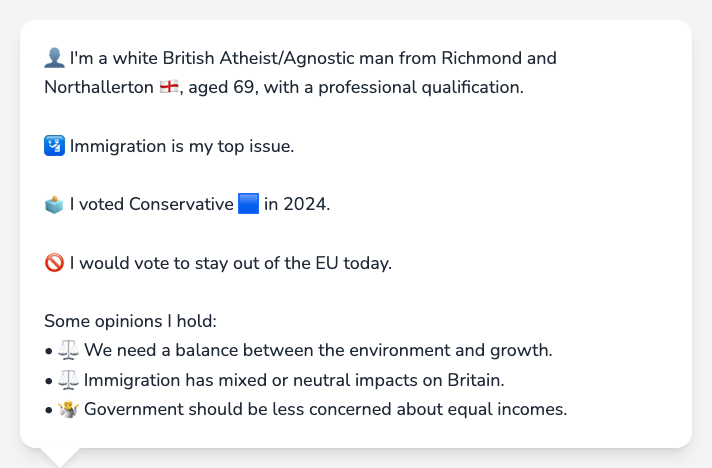 👤 I'm a white British Atheist/Agnostic man from Richmond and
Northallerton 🏴󠁧󠁢󠁥󠁮󠁧󠁿, aged 69, with a professional qualification.
🛂 Immigration is my top issue.
🗳️ I voted Conservative 🟦 in 2024.
🚫 I would vote to stay out of the EU today.
Some opinions I hold:
• ⚖️ We need a balance between the environment and growth.
• ⚖️ Immigration has mixed or neutral impacts on Britain.
• 🤷 Government should be less concerned about equal incomes.